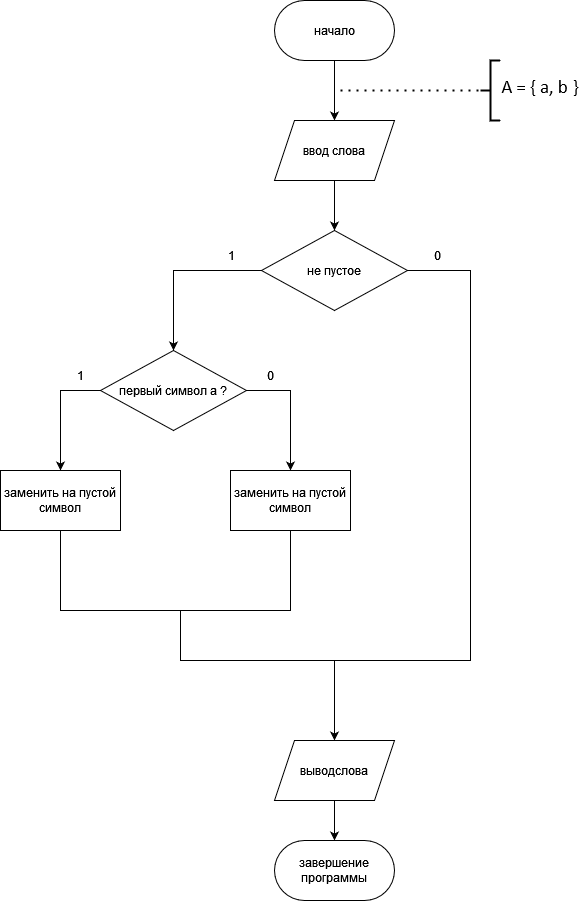 начало
A = { a, b }
ввод слова
не пустое
1
0
первый символ а ?
1
0
заменить на пустой
символ
заменить на пустой
символ
выводслова
завершение
программы